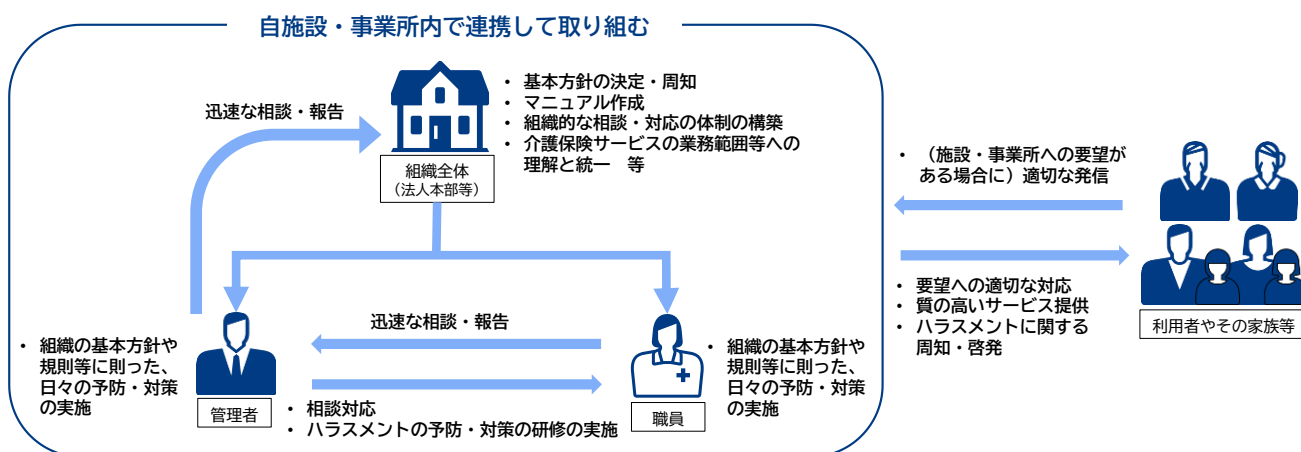 自施設・事業所内で連携して取り組む
迅速な相談・報告
・ 基本方針の決定・周知
・ マニュアル作成
・ 組織的な相談・対応の体制の構築
・ 介護保険サービスの業務範囲等への
理解と統一　等
組織全体
（法人本部等）
・ （施設・事業所への要望が
ある場合に）適切な発信
・ 要望への適切な対応
・ 質の高いサービス提供
・ ハラスメントに関する
周知・啓発
利用者やその家族等
迅速な相談・報告
・ 組織の基本方針や
規則等に則った、
日々の予防・対策
の実施
管理者
・ 相談対応
・ ハラスメントの予防・対策の研修の実施
職員
・ 組織の基本方針や
規則等に則った、
日々の予防・対策
の実施